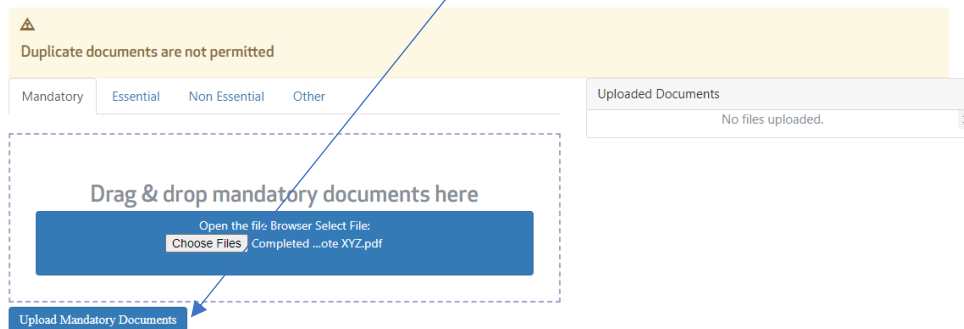 Duplicate documents are not permitted
Mandatory Essential Non Essential Other
Uploaded Documents
No files uploaded.
Drag & drop mandatory documents here
Open the file Browser Select File:
Choose Files Completed ...ote XYZ.pdf
Upload Mandatory Documents